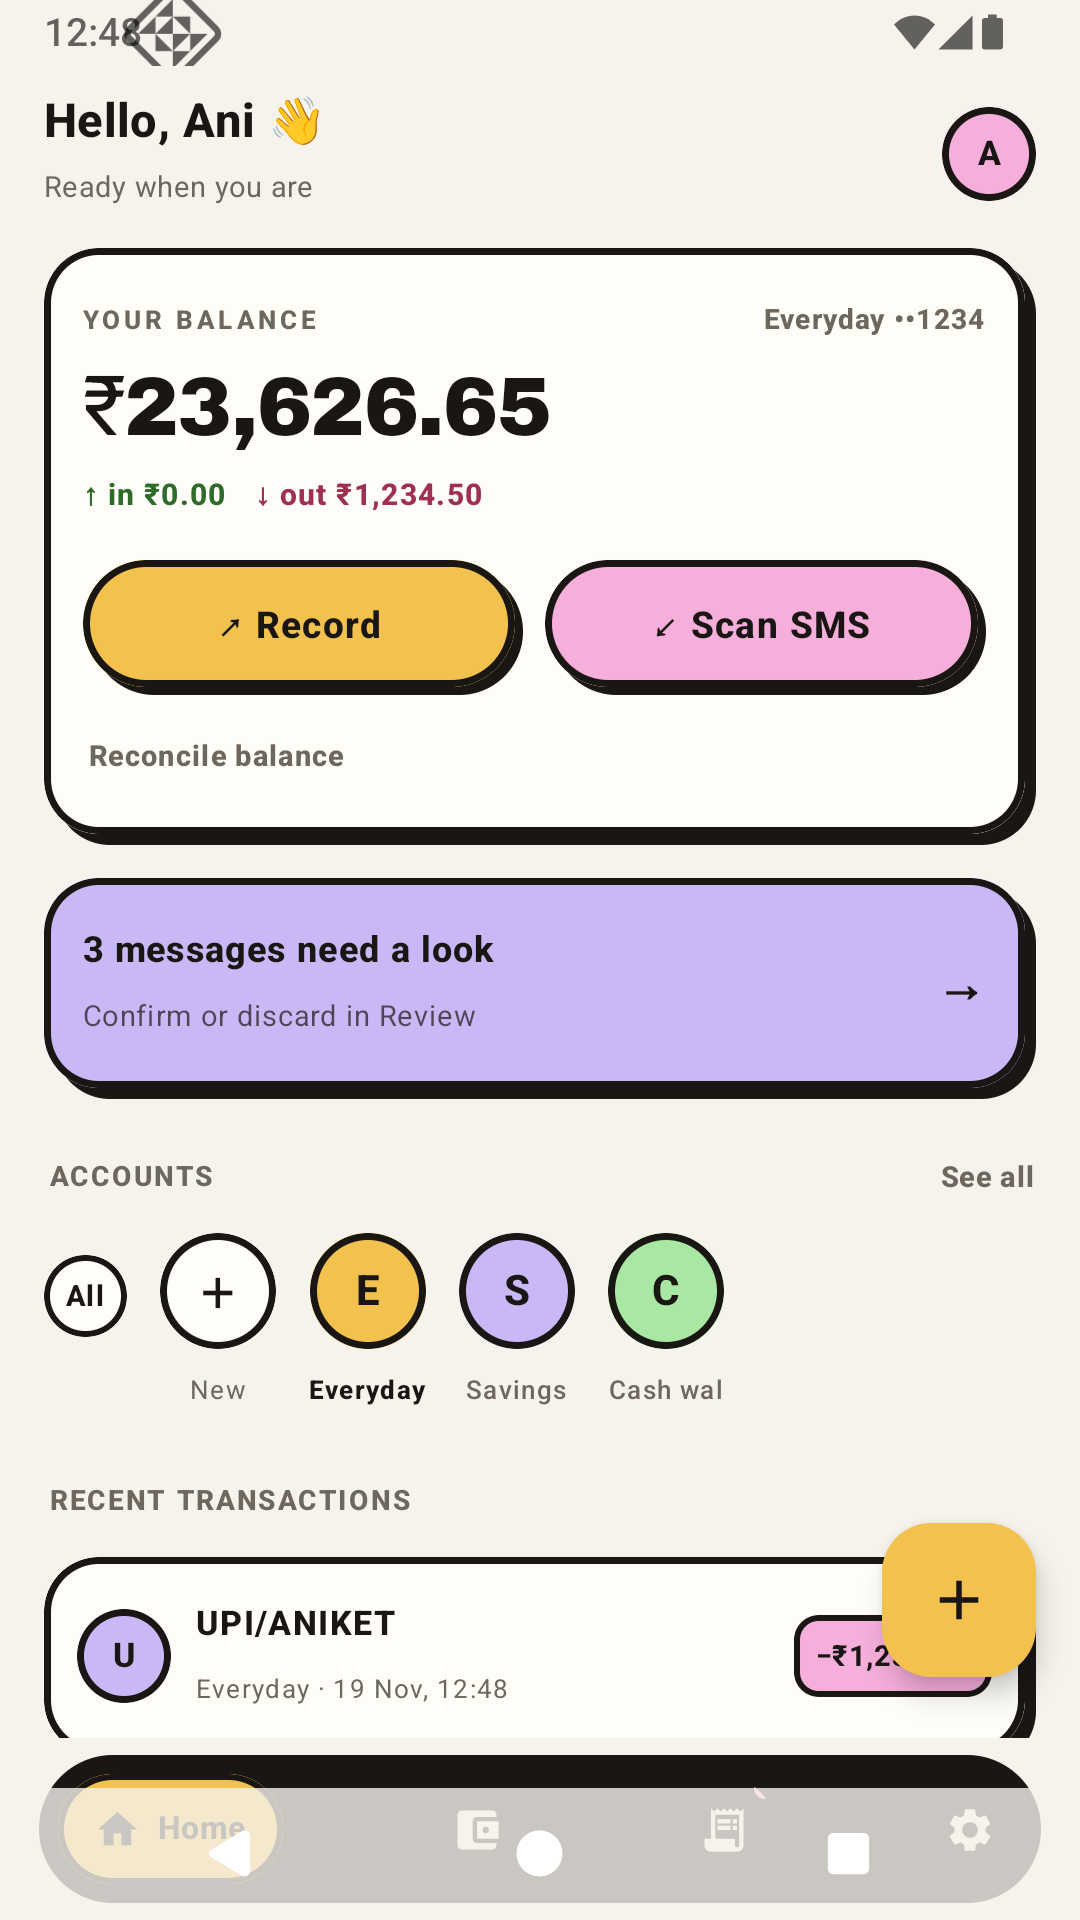 12:48
Hello, Ani 👋
Ready when you are
A
YOUR BALANCE
Everyday ••1234
₹23,626.65
↑ in ₹0.00 ↓ out ₹1,234.50
↗ Record
↙ Scan SMS
Reconcile balance
3 messages need a look
Confirm or discard in Review
→
ACCOUNTS
See all
All
+
E
S
C
New
Everyday
Savings
Cash wal
RECENT TRANSACTIONS
U
UPI/ANIKET
Everyday · 19 Nov, 12:48
−₹1,2
+
Home